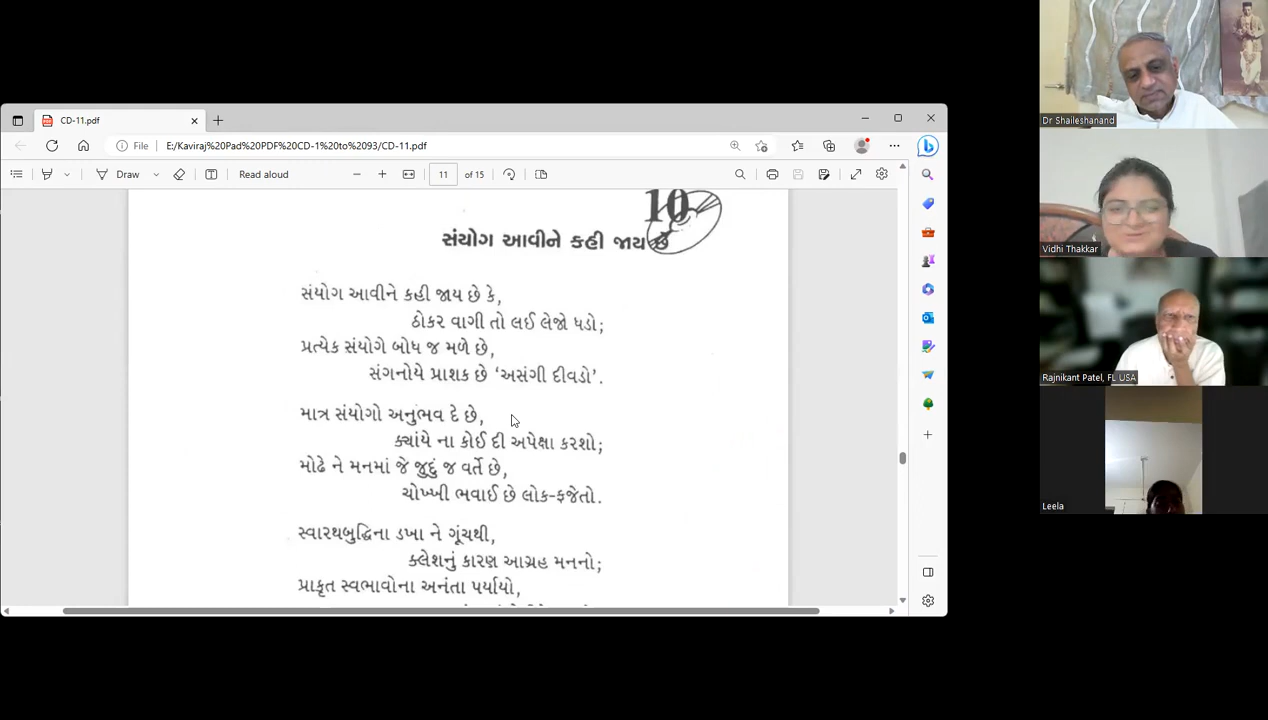 CD-11.pdf
File
E:/Kaviraj%20Pad%20PDF%20CD-1%20to%2093/CD-11.pdf
Draw
Read aloud
11 of 15
10
સંયોગ આવીને કહી જાય છે
સંયોગ આવીને કહી જાય છે કે,
ઠોકર વાગી તો લઈ લેજો ધડો;
પ્રત્યેક સંયોગે બોધ જ મળે છે,
સંગનોયે પ્રાશક છે ‘અસંગી દીવડો’.
માત્ર સંયોગો અનુભવ દે છે,
ક્યાંયે ના કોઈ દી અપેક્ષા કરશો;
મોઢે ને મનમાં જે જુદું જ વર્તે છે,
ચોખ્ખી ભવાઈ છે લોક-ફજેતો.
સ્વારથબુદ્ધિના ડખા ને ગૂંચથી,
ક્લેશનું કારણ આગ્રહ મનનો;
પ્રાકૃત સ્વભાવોના અનંતા પર્યાયો,
Dr Shaileshanand
Vidhi Thakkar
Rajnikant Patel, FL USA
Leela